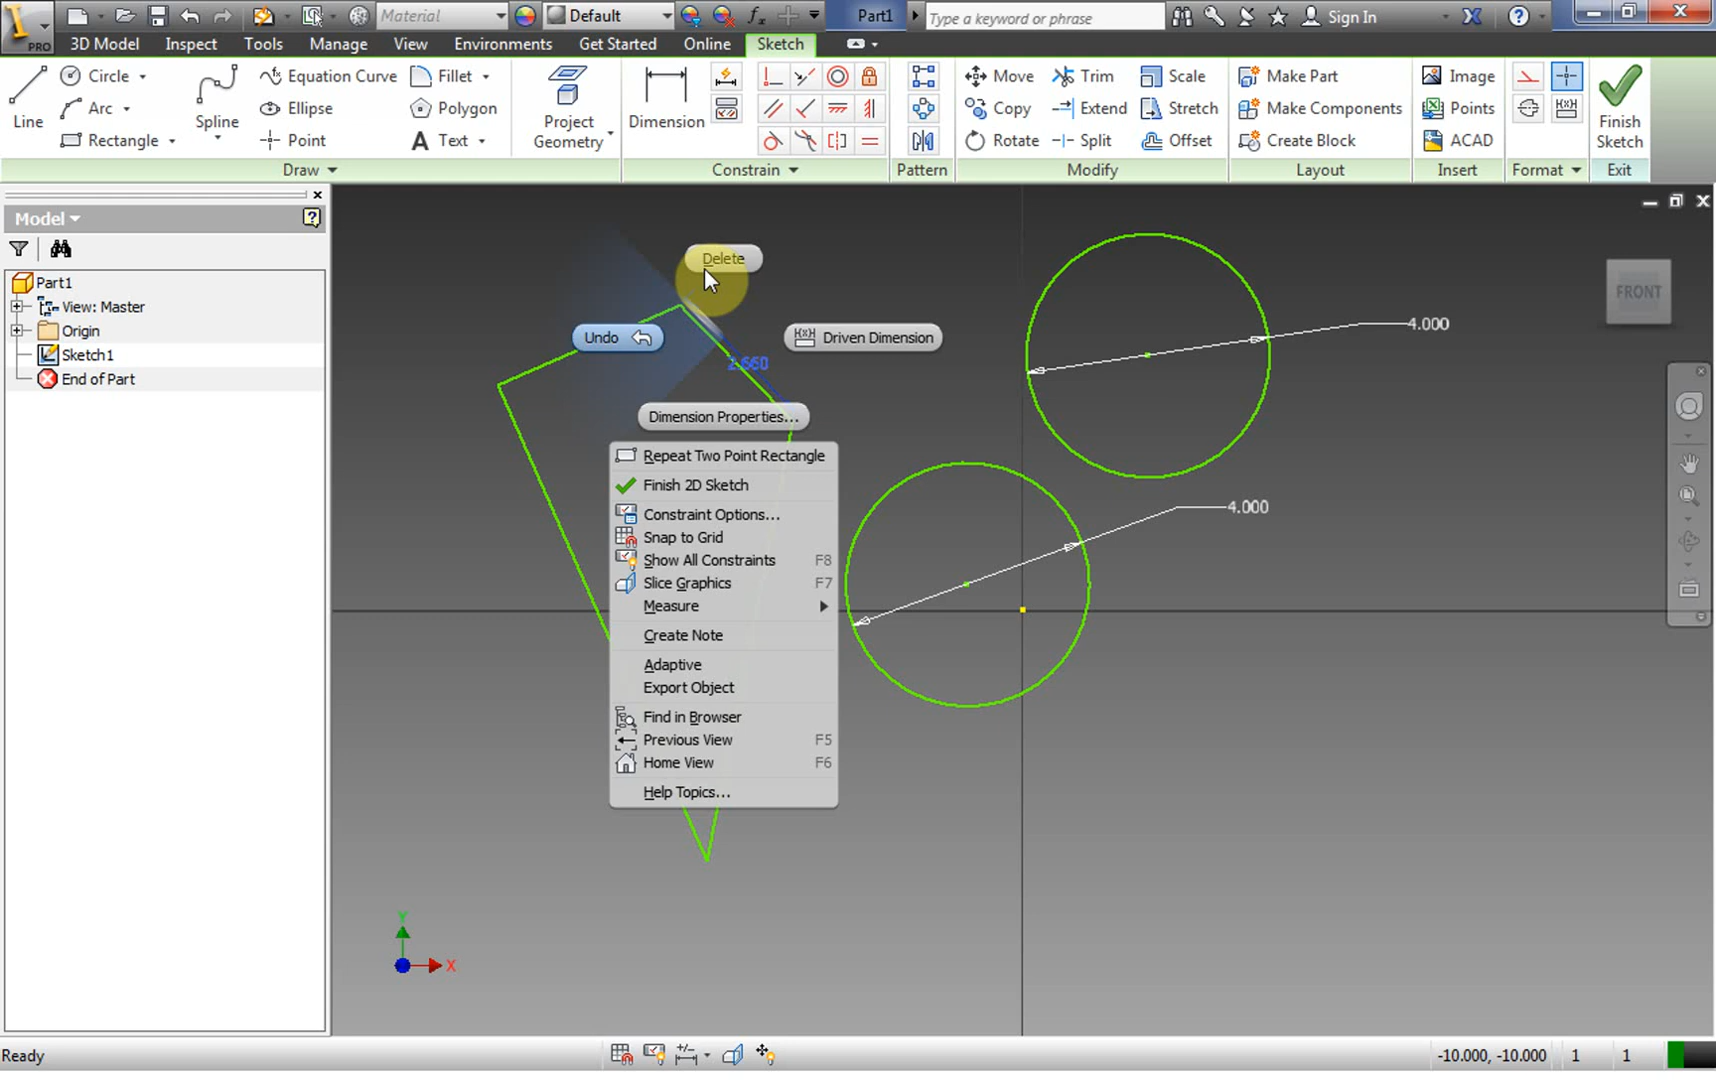 Material
Default
Part1
Type a keyword or phrase
Sign In
PRO
3D Model
Inspect
Tools
Manage
View
Environments
Get Started
Online
Sketch
Line
Circle
Arc
Rectangle
Spline
Equation Curve
Ellipse
Point
Fillet
Polygon
Text
Project Geometry
Dimension
Move
Copy
Rotate
Trim
Extend
Split
Scale
Stretch
Offset
Make Part
Make Components
Create Block
Image
Points
ACAD
Finish Sketch
Draw
Constrain
Pattern
Modify
Layout
Insert
Format
Exit
Model
Part1
View: Master
Origin
Sketch1
End of Part
Delete
Undo
Driven Dimension
2.660
Dimension Properties...
Repeat Two Point Rectangle
Finish 2D Sketch
Constraint Options...
Snap to Grid
Show All Constraints F8
Slice Graphics F7
Measure
Create Note
Adaptive
Export Object
Find in Browser
Previous View F5
Home View F6
Help Topics...
4.000
4.000
FRONT
Y
X
Ready
-10.000, -10.000
1
1